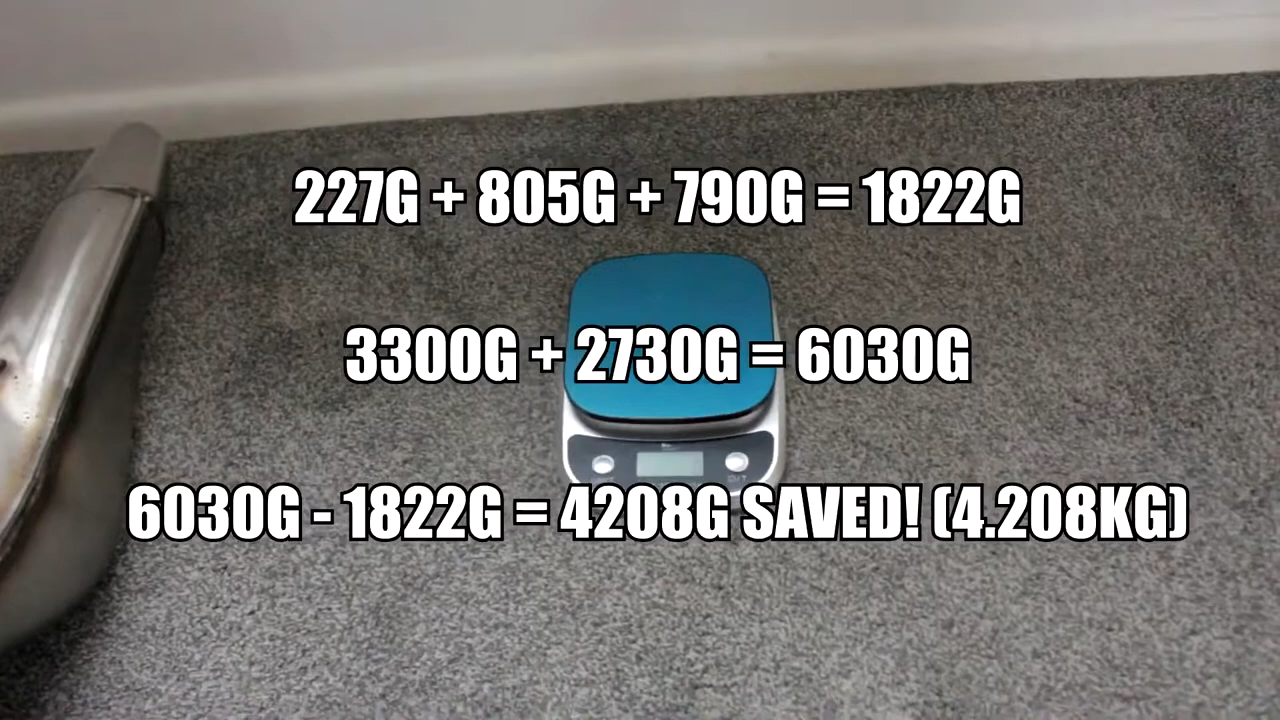 227G + 805G + 790G = 1822G
3300G + 2730G = 6030G
6030G - 1822G = 4208G SAVED! (4.208KG)